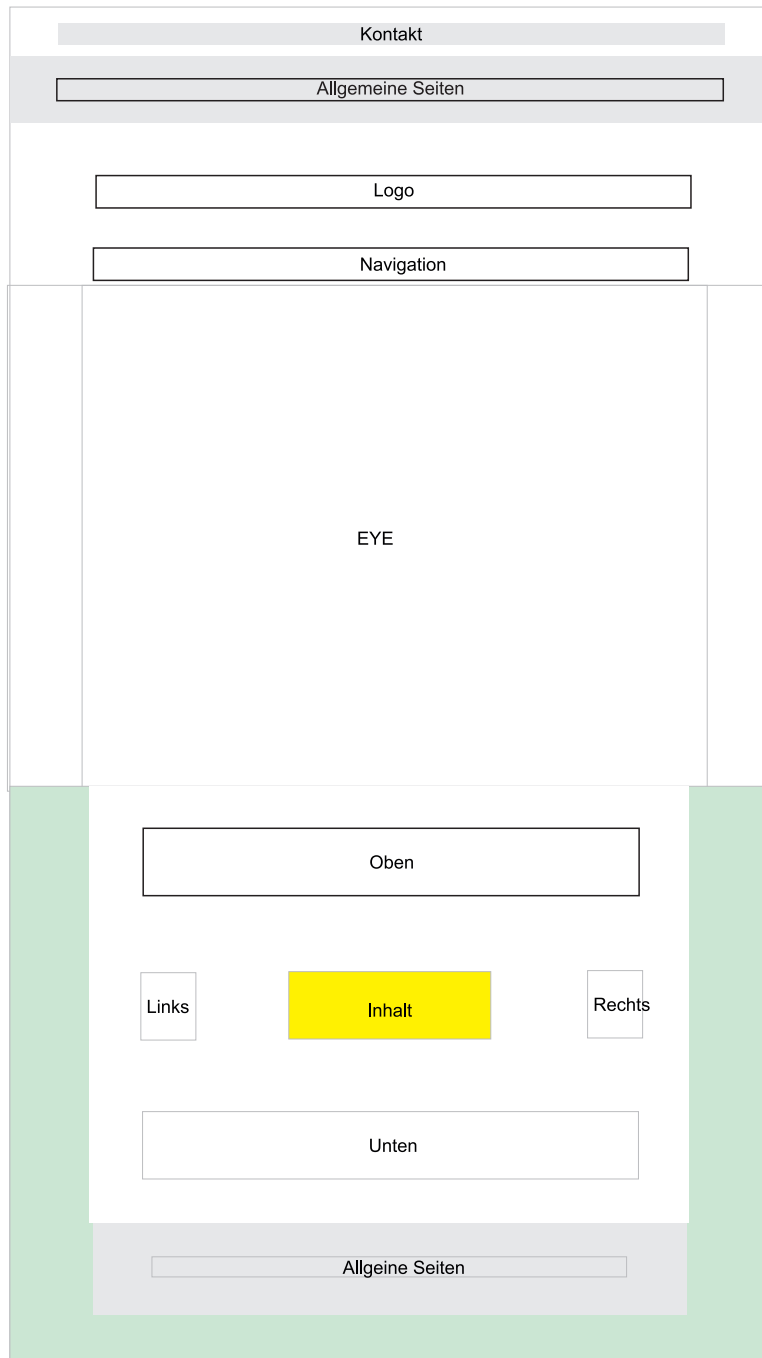 Kontakt
Allgemeine Seiten
Logo
Navigation
EYE
Oben
Links
Inhalt
Rechts
Unten
Allgeine Seiten